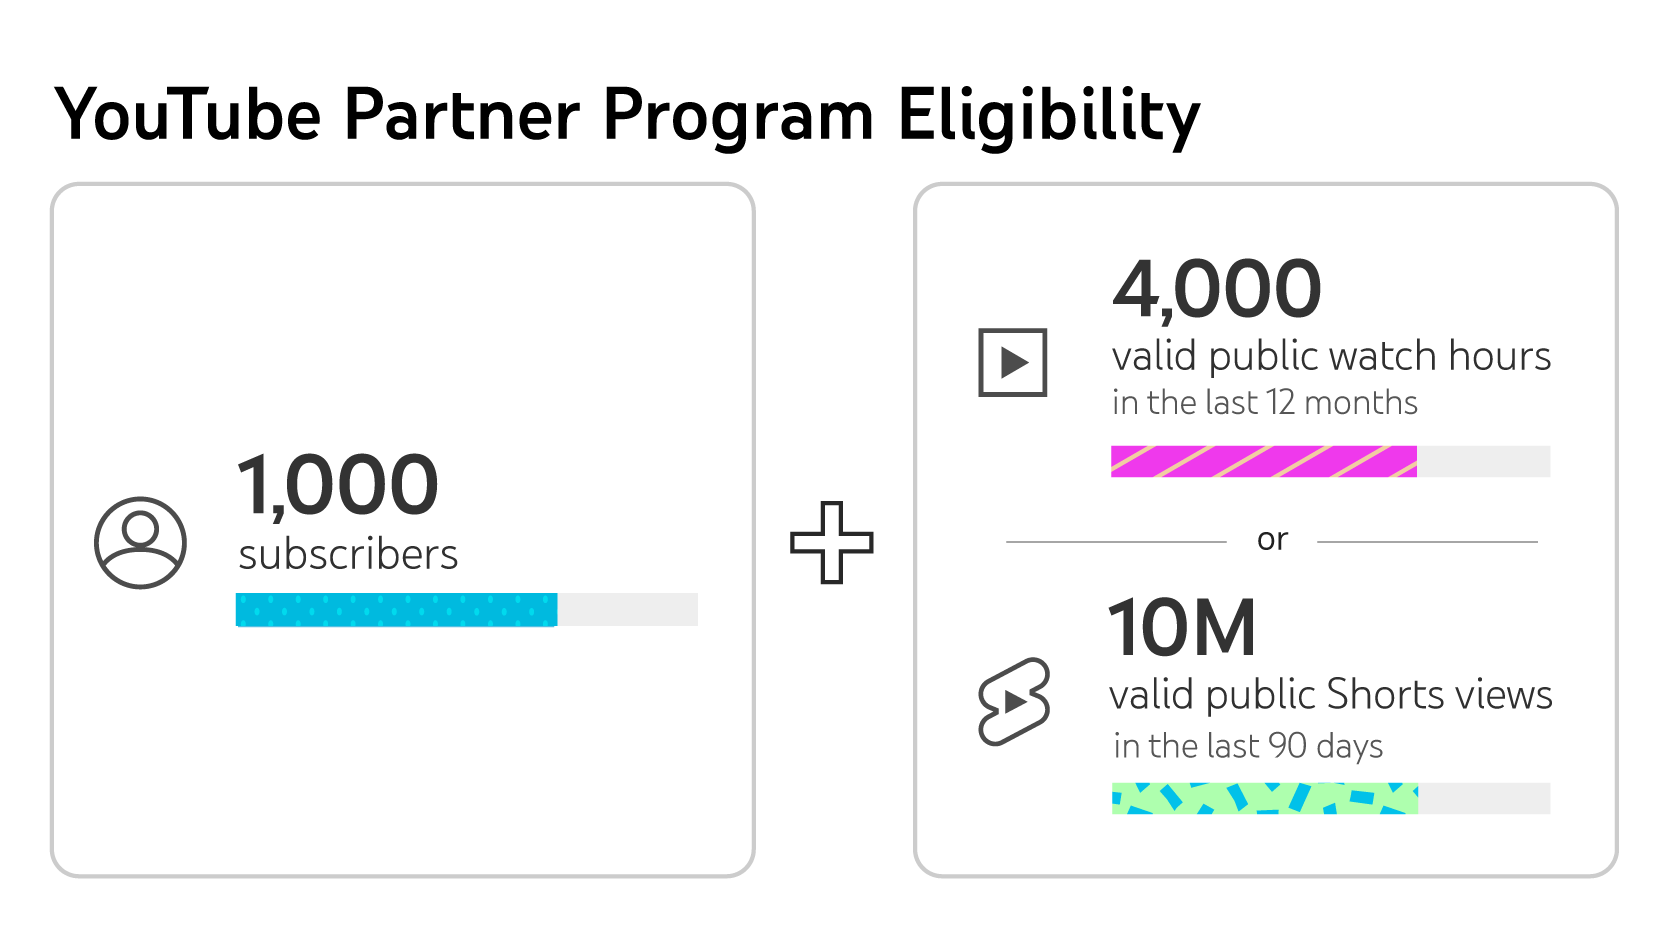 YouTube Partner Program Eligibility
1,000
subscribers
4,000
valid public watch hours
in the last 12 months
or
10M
valid public Shorts views
in the last 90 days